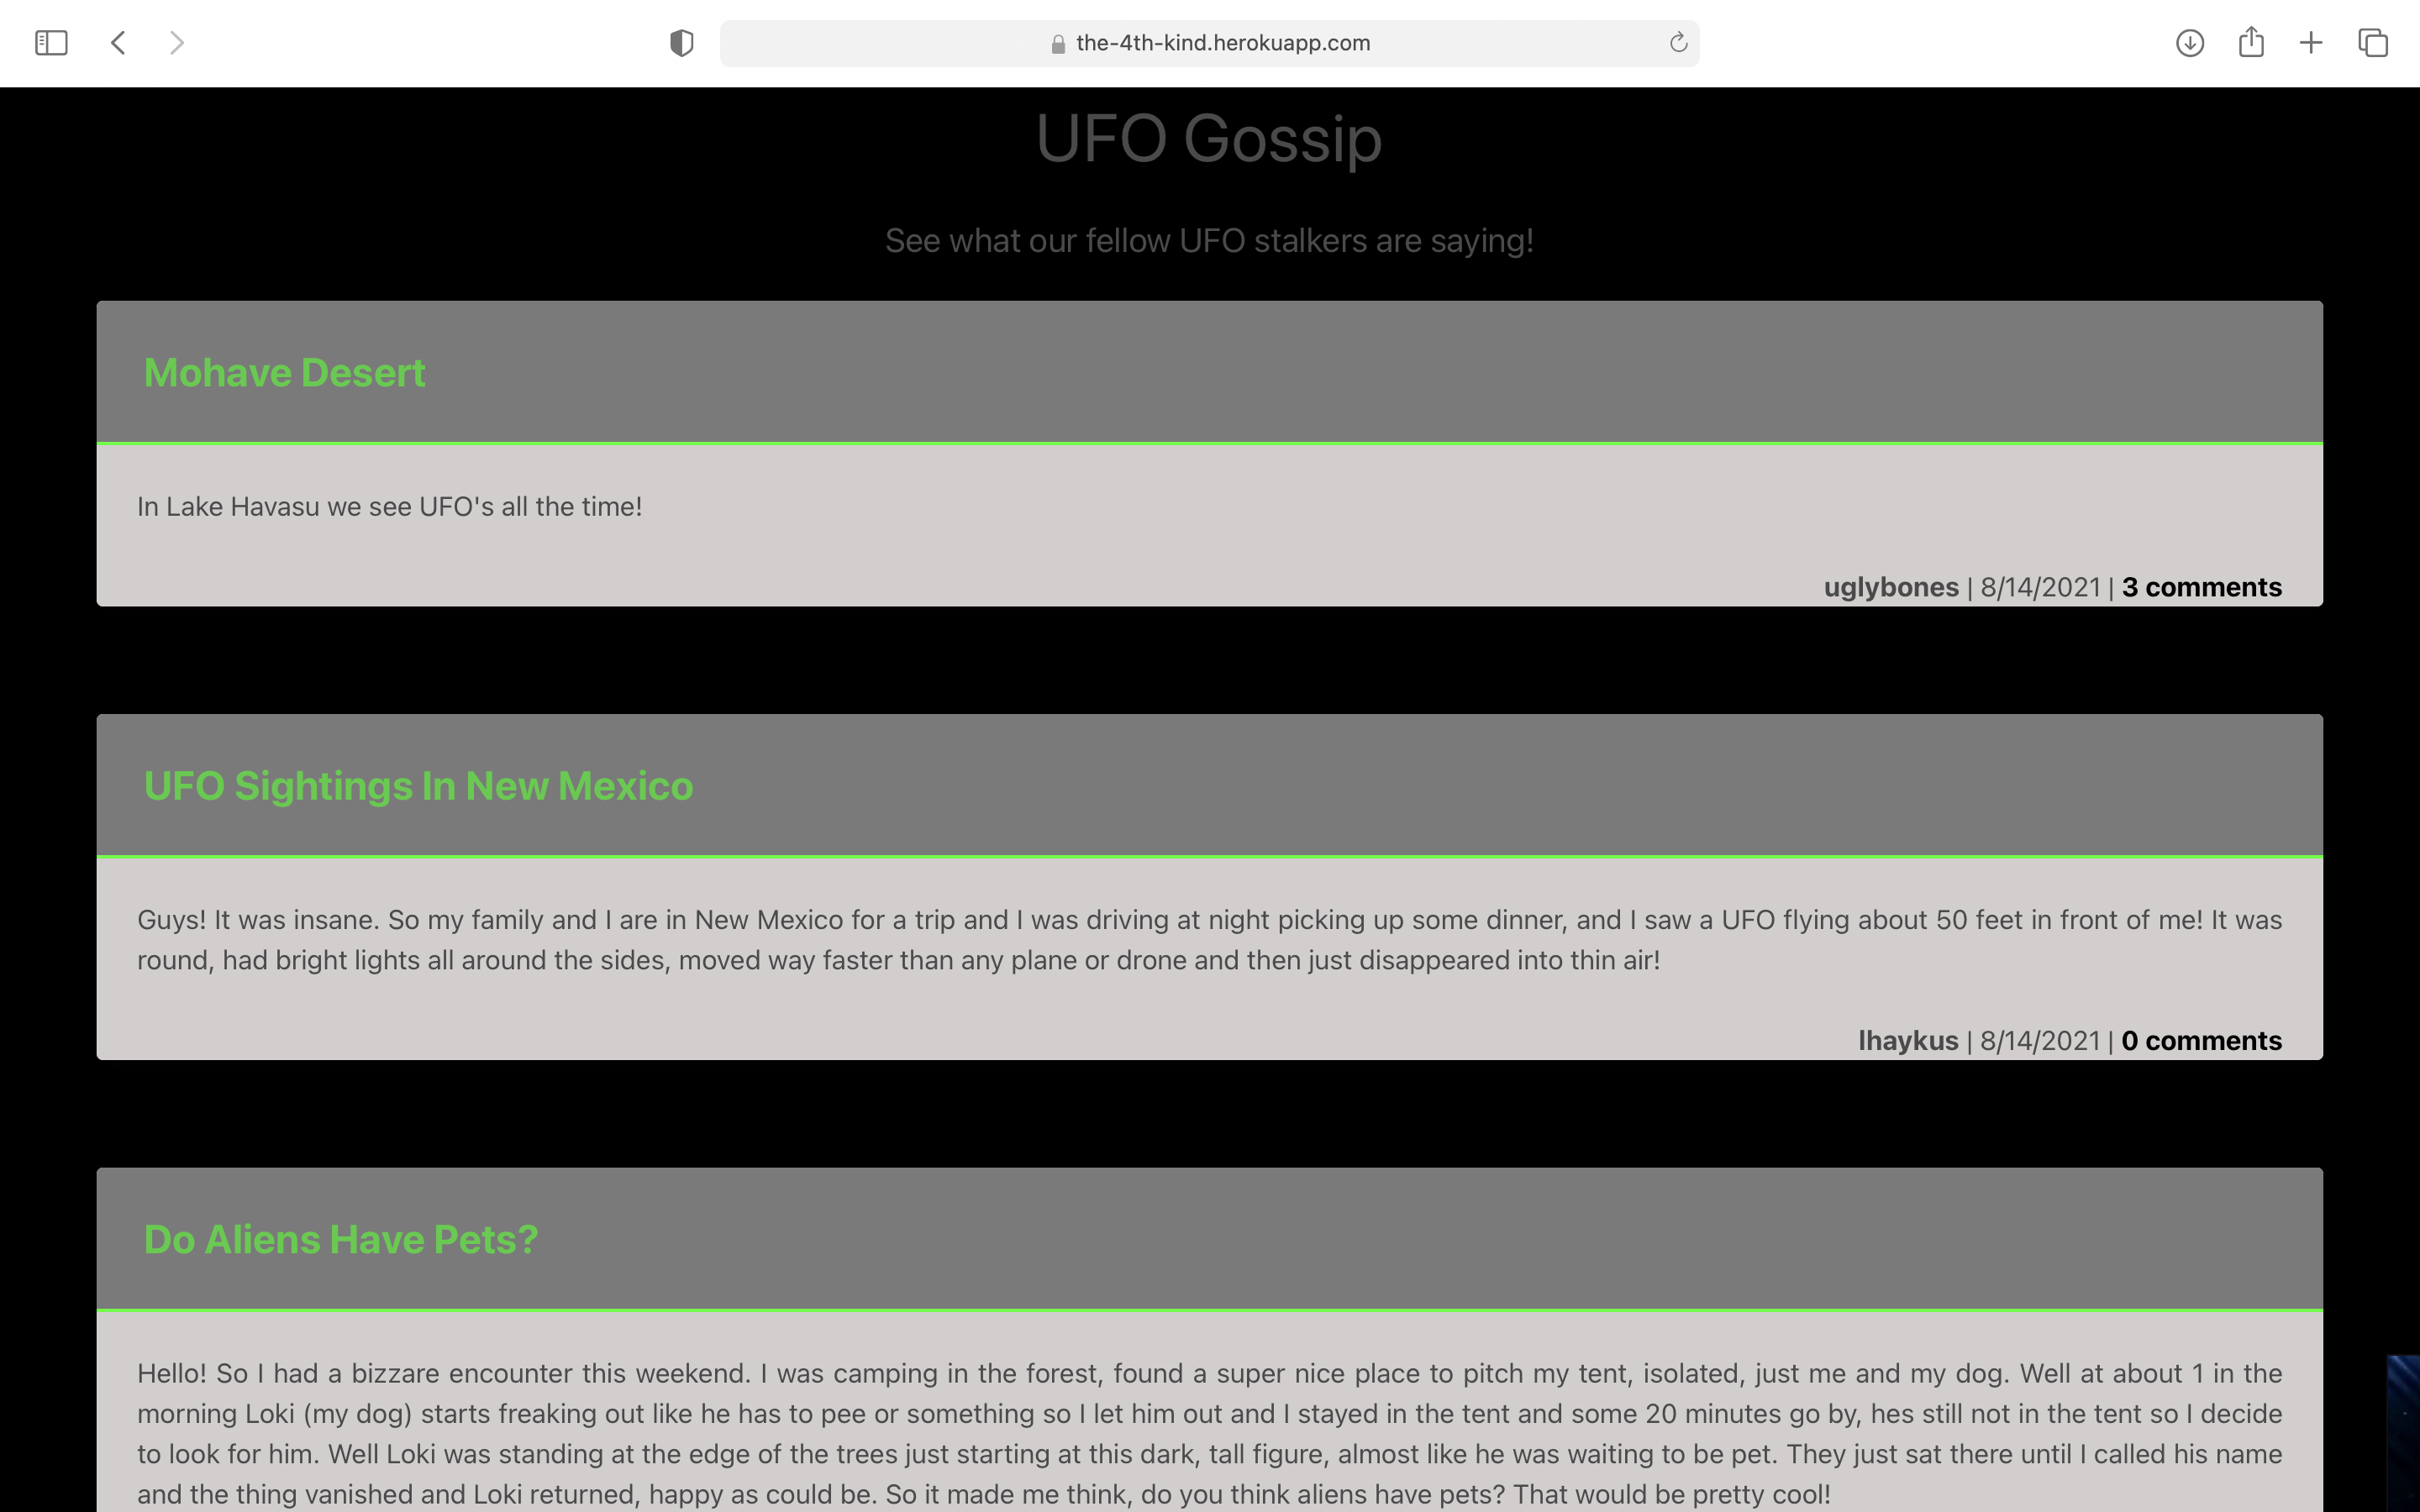 the-4th-kind.herokuapp.com
UFO Gossip
See what our fellow UFO stalkers are saying!
Mohave Desert
In Lake Havasu we see UFO's all the time!
uglybones | 8/14/2021 | 3 comments
UFO Sightings In New Mexico
Guys! It was insane. So my family and I are in New Mexico for a trip and I was driving at night picking up some dinner, and I saw a UFO flying about 50 feet in front of me! It was
round, had bright lights all around the sides, moved way faster than any plane or drone and then just disappeared into thin air!
lhaykus | 8/14/2021 | 0 comments
Do Aliens Have Pets?
Hello! So I had a bizzare encounter this weekend. I was camping in the forest, found a super nice place to pitch my tent, isolated, just me and my dog. Well at about 1 in the
morning Loki (my dog) starts freaking out like he has to pee or something so I let him out and I stayed in the tent and some 20 minutes go by, hes still not in the tent so I decide
to look for him. Well Loki was standing at the edge of the trees just starting at this dark, tall figure, almost like he was waiting to be pet. They just sat there until I called his name
and the thing vanished and Loki returned, happy as could be. So it made me think, do you think aliens have pets? That would be pretty cool!